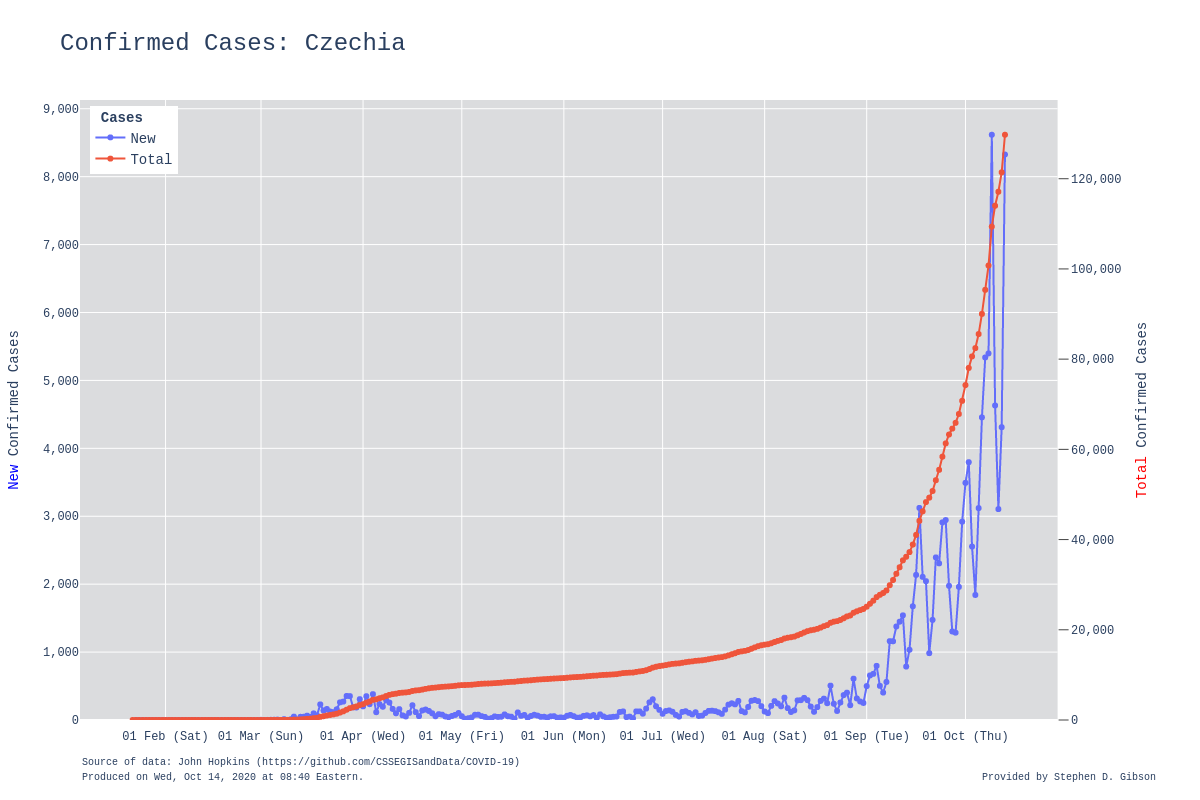 Confirmed Cases: Czechia
Cases
New
Total
9,000
8,000
7,000
6,000
5,000
4,000
3,000
2,000
1,000
0
New Confirmed Cases
120,000
100,000
80,000
60,000
40,000
20,000
0
Total Confirmed Cases
01 Feb (Sat) 01 Mar (Sun) 01 Apr (Wed) 01 May (Fri) 01 Jun (Mon) 01 Jul (Wed) 01 Aug (Sat) 01 Sep (Tue) 01 Oct (Thu)
Source of data: John Hopkins (https://github.com/CSSEGISandData/COVID-19)
Produced on Wed, Oct 14, 2020 at 08:40 Eastern.
Provided by Stephen D. Gibson